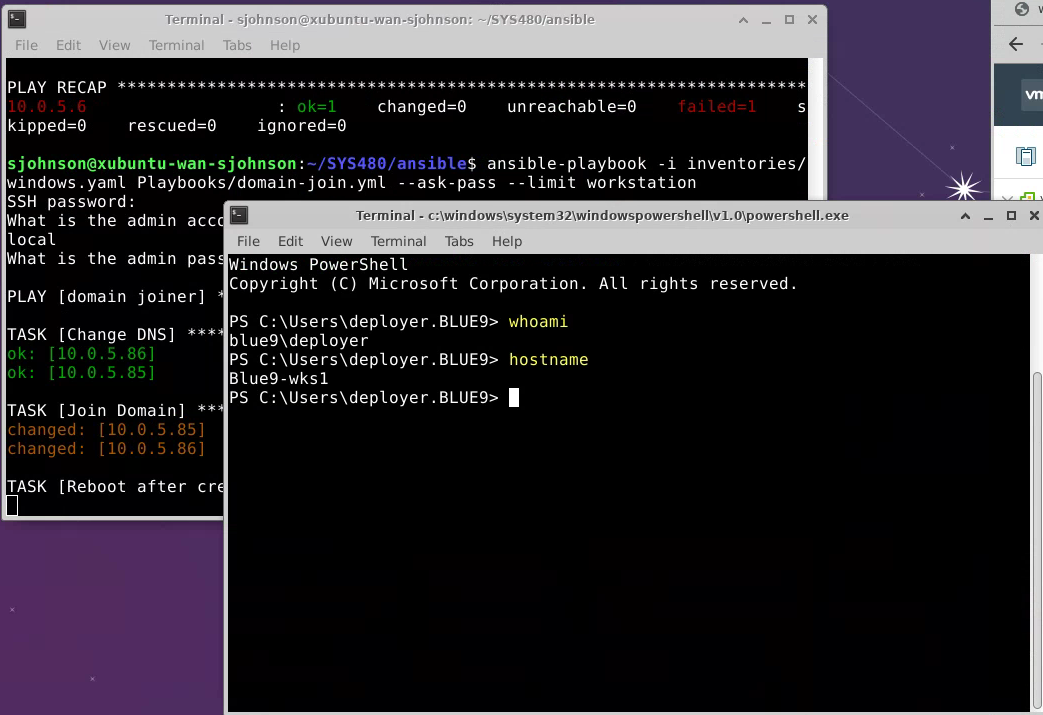 Terminal - sjohnson@xubuntu-wan-sjohnson: ~/SYS480/ansible
File Edit View Terminal Tabs Help
PLAY RECAP *********************************************************************
10.0.5.6 : ok=1 changed=0 unreachable=0 failed=1 s
kipped=0 rescued=0 ignored=0
sjohnson@xubuntu-wan-sjohnson:~/SYS480/ansible$ ansible-playbook -i inventories/
windows.yaml Playbooks/domain-join.yml --ask-pass --limit workstation
SSH password:
What is the admin acco
local
What is the admin pass
PLAY [domain joiner] *
TASK [Change DNS] ****
ok: [10.0.5.86]
ok: [10.0.5.85]
TASK [Join Domain] ***
changed: [10.0.5.85]
changed: [10.0.5.86]
TASK [Reboot after cre
Terminal - c:\windows\system32\windowspowershell\v1.0\powershell.exe
File Edit View Terminal Tabs Help
Windows PowerShell
Copyright (C) Microsoft Corporation. All rights reserved.
PS C:\Users\deployer.BLUE9> whoami
blue9\deployer
PS C:\Users\deployer.BLUE9> hostname
Blue9-wks1
PS C:\Users\deployer.BLUE9>
vm